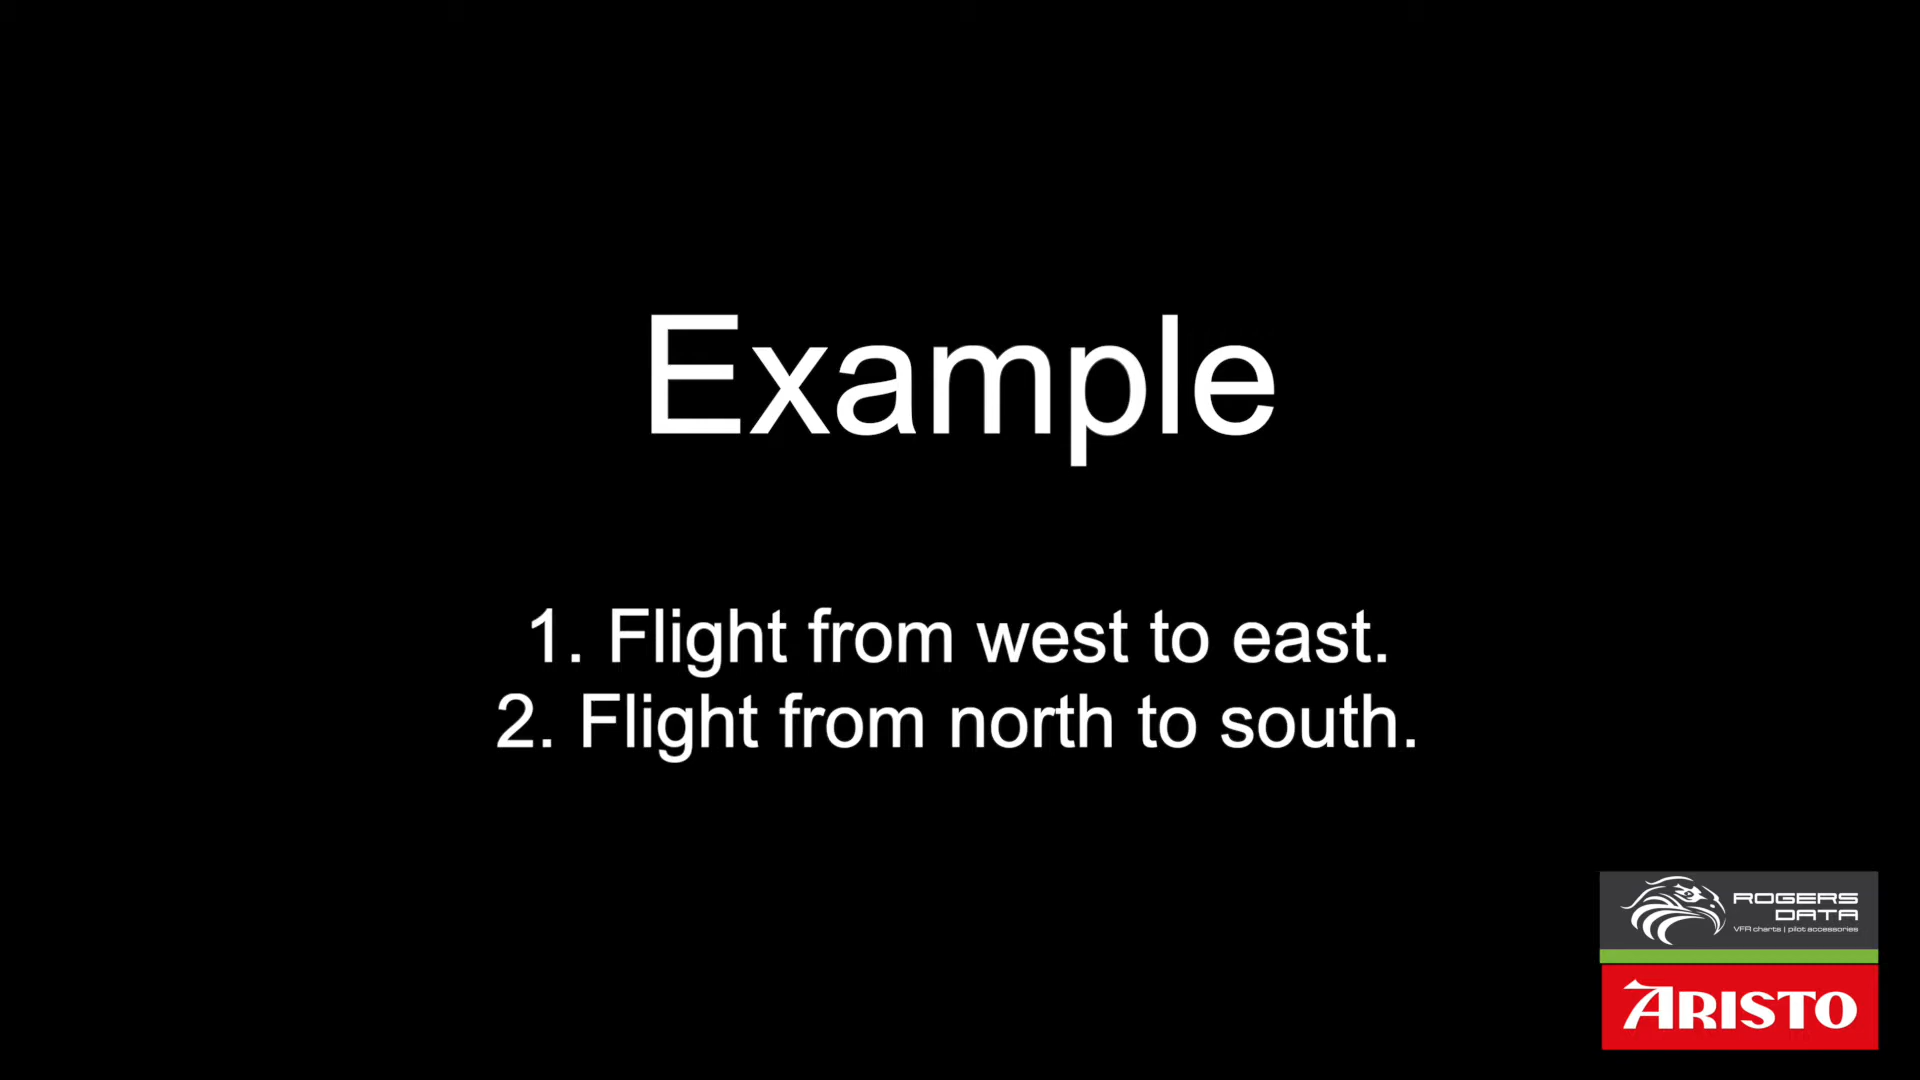 Example
1. Flight from west to east.
2. Flight from north to south.
ROGERS
DATA
VFR charts | pilot accessories
ARISTO